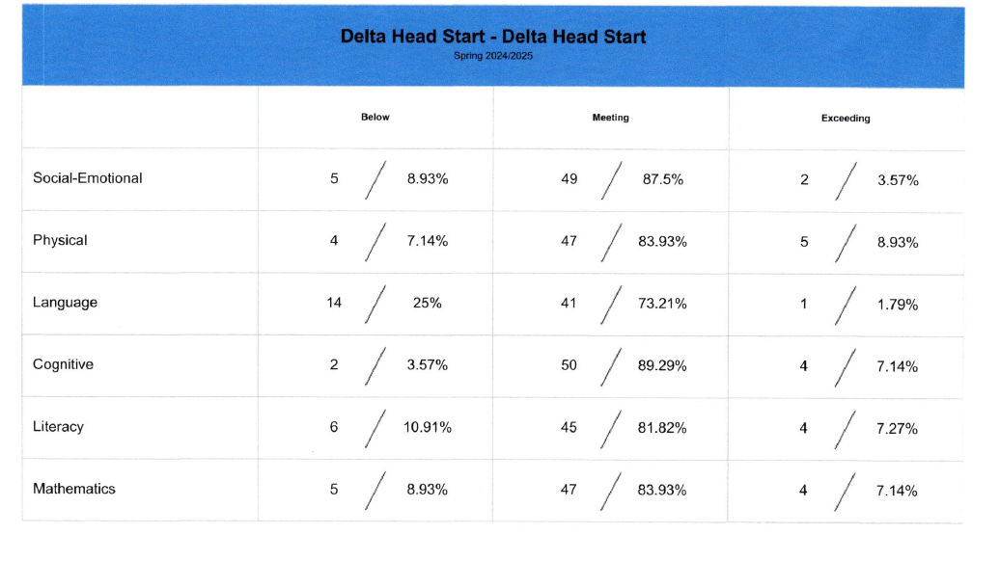 Delta Head Start - Delta Head Start
Spring 2024/2025
Below Meeting Exceeding
Social-Emotional 5 / 8.93% 49 / 87.5% 2 / 3.57%
Physical 4 / 7.14% 47 / 83.93% 5 / 8.93%
Language 14 / 25% 41 / 73.21% 1 / 1.79%
Cognitive 2 / 3.57% 50 / 89.29% 4 / 7.14%
Literacy 6 / 10.91% 45 / 81.82% 4 / 7.27%
Mathematics 5 / 8.93% 47 / 83.93% 4 / 7.14%